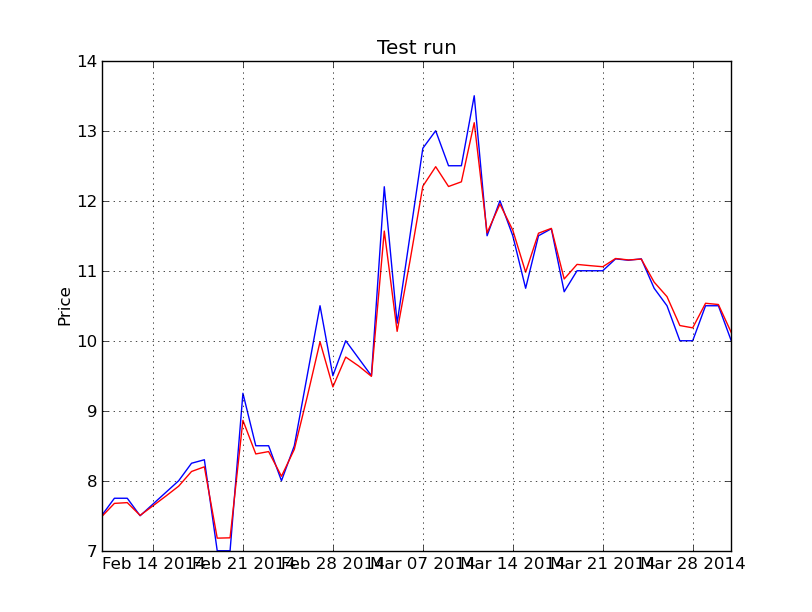 Test run
14
13
12
11
10
9
8
7
Price
Feb 14 2014
Feb 21 2014
Feb 28 2014
Mar 07 2014
Mar 14 2014
Mar 21 2014
Mar 28 2014